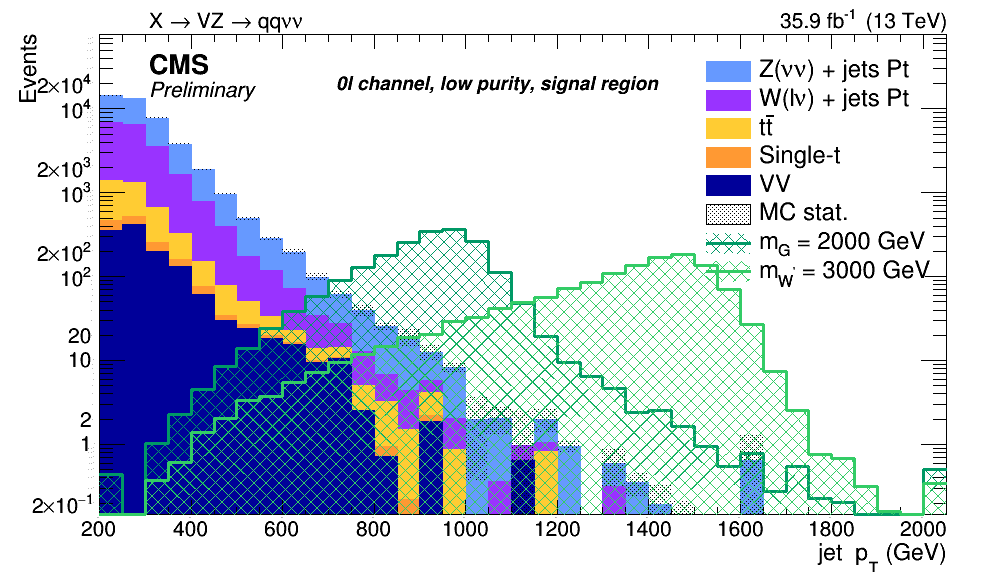 X → VZ → qqνν
35.9 fb⁻¹ (13 TeV)
Events
CMS
Preliminary
0l channel, low purity, signal region
Z(νν) + jets Pt
W(lν) + jets Pt
tt̄
Single-t
VV
MC stat.
m_G = 2000 GeV
m_W' = 3000 GeV
2×10⁴
10⁴
2×10³
10³
2×10²
10²
20
10
2
1
2×10⁻¹
200 400 600 800 1000 1200 1400 1600 1800 2000
jet p_T (GeV)